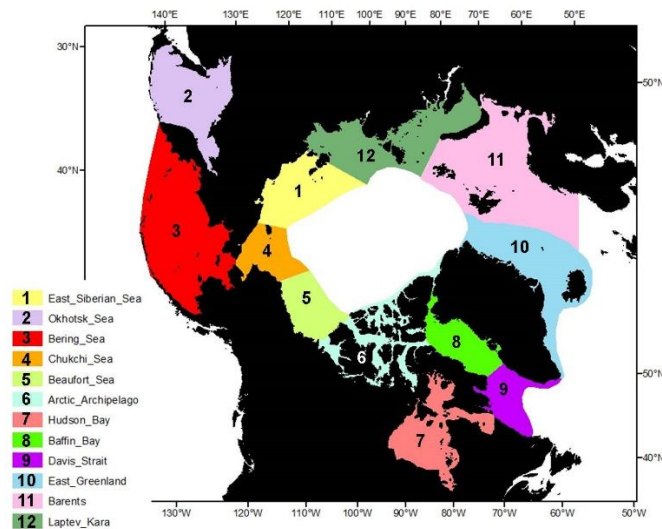 140°E 130°E 120°E 110°E 100°E 90°E 80°E 70°E 60°E 50°E
30°N
50°N
2
12
11
40°N
1
3
4
10
5
1 East_Siberian_Sea
2 Okhotsk_Sea
3 Bering_Sea
4 Chukchi_Sea
5 Beaufort_Sea
6 Arctic_Archipelago
7 Hudson_Bay
8 Baffin_Bay
9 Davis_Strait
10 East_Greenland
11 Barents
12 Laptev_Kara
8
6
9
50°N
7
40°N
130°W 120°W 110°W 100°W 90°W 80°W 70°W 60°W 50°W